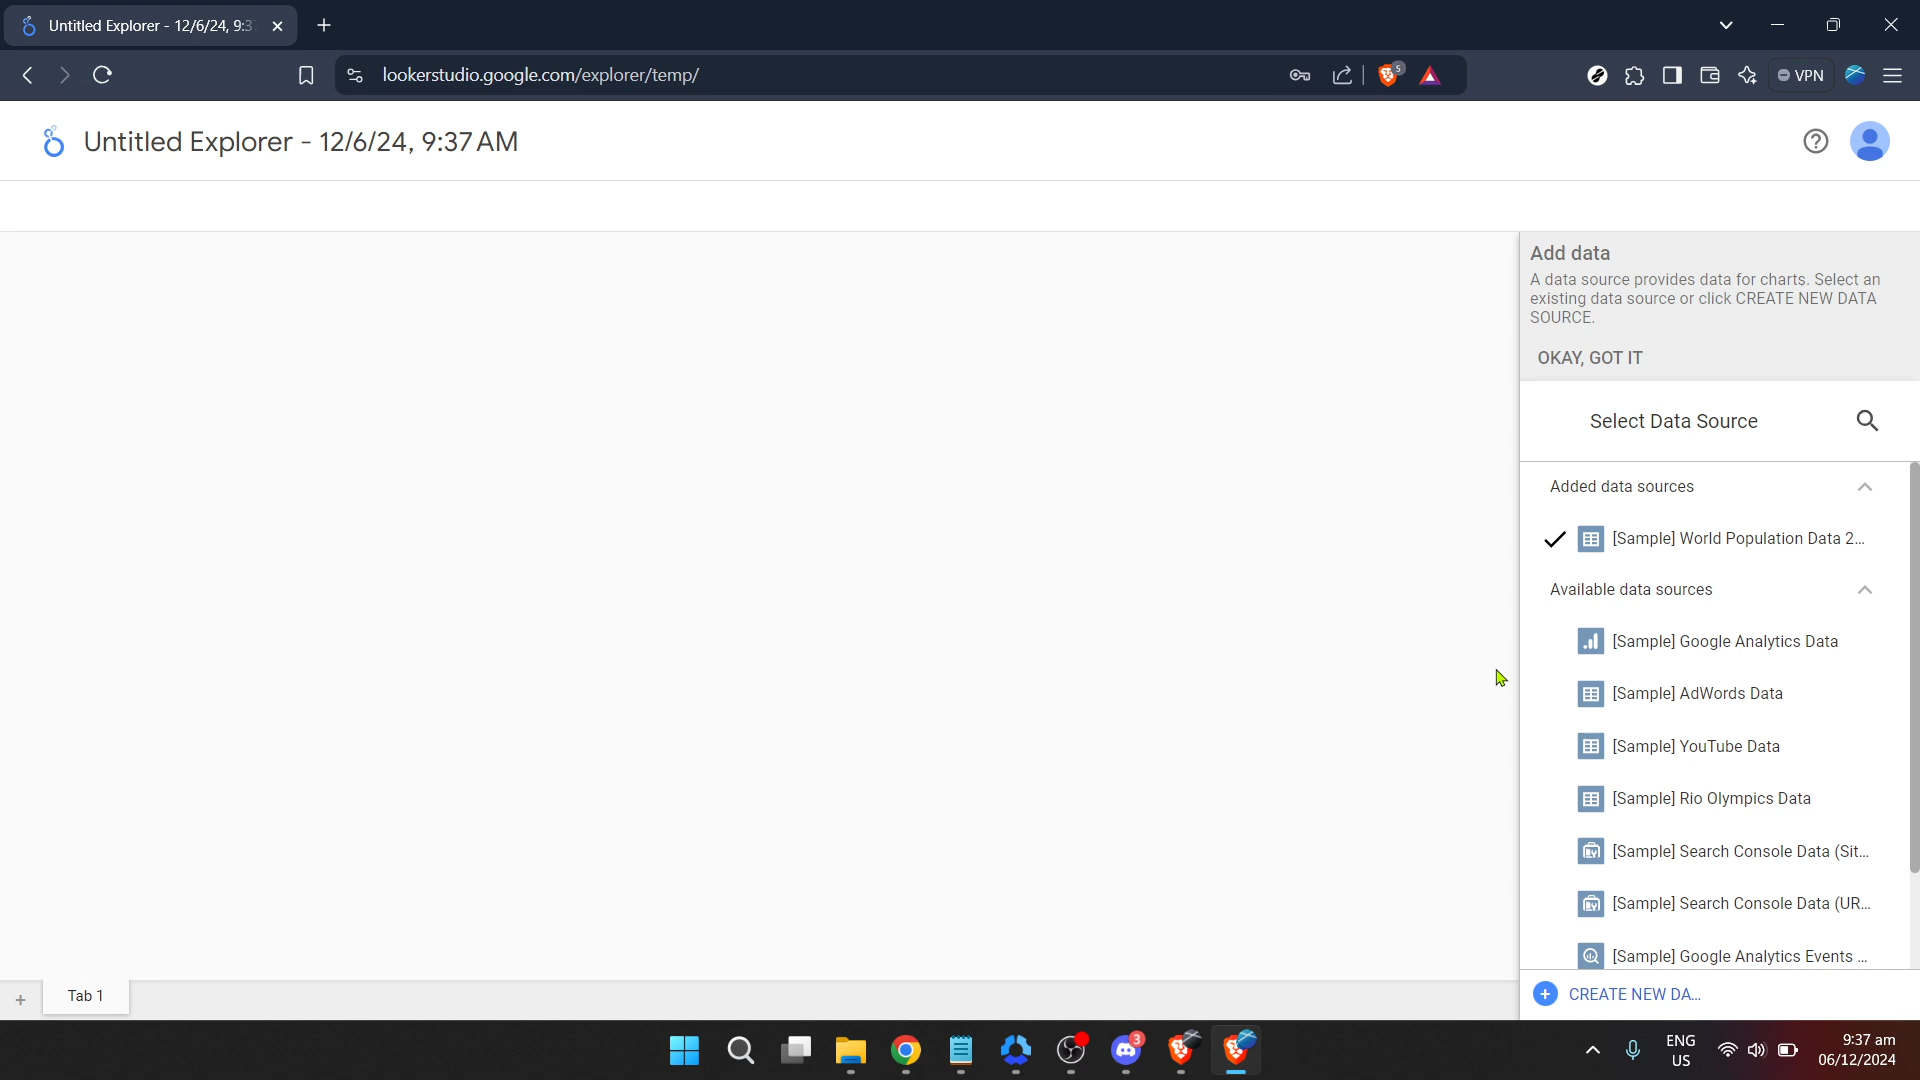 Untitled Explorer - 12/6/24, 9:3
lookerstudio.google.com/explorer/temp/
5
VPN
Untitled Explorer - 12/6/24, 9:37 AM
Add data
A data source provides data for charts. Select an
existing data source or click CREATE NEW DATA
SOURCE.
OKAY, GOT IT
Select Data Source
Added data sources
[Sample] World Population Data 2...
Available data sources
[Sample] Google Analytics Data
[Sample] AdWords Data
[Sample] YouTube Data
[Sample] Rio Olympics Data
[Sample] Search Console Data (Sit...
[Sample] Search Console Data (UR...
[Sample] Google Analytics Events ...
+ Tab 1
+ CREATE NEW DA...
3
ENG
US
9:37 am
06/12/2024